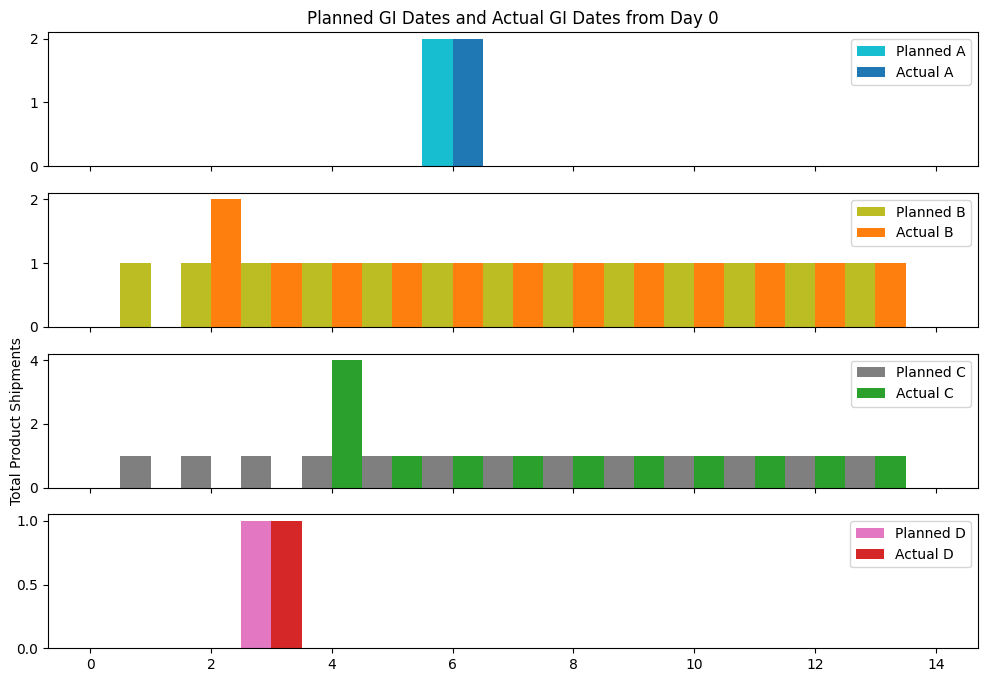 Planned GI Dates and Actual GI Dates from Day 0
2
1
0
Planned A
Actual A
2
1
0
Planned B
Actual B
Total Product Shipments
4
2
0
Planned C
Actual C
1.0
0.5
0.0
Planned D
Actual D
0 2 4 6 8 10 12 14